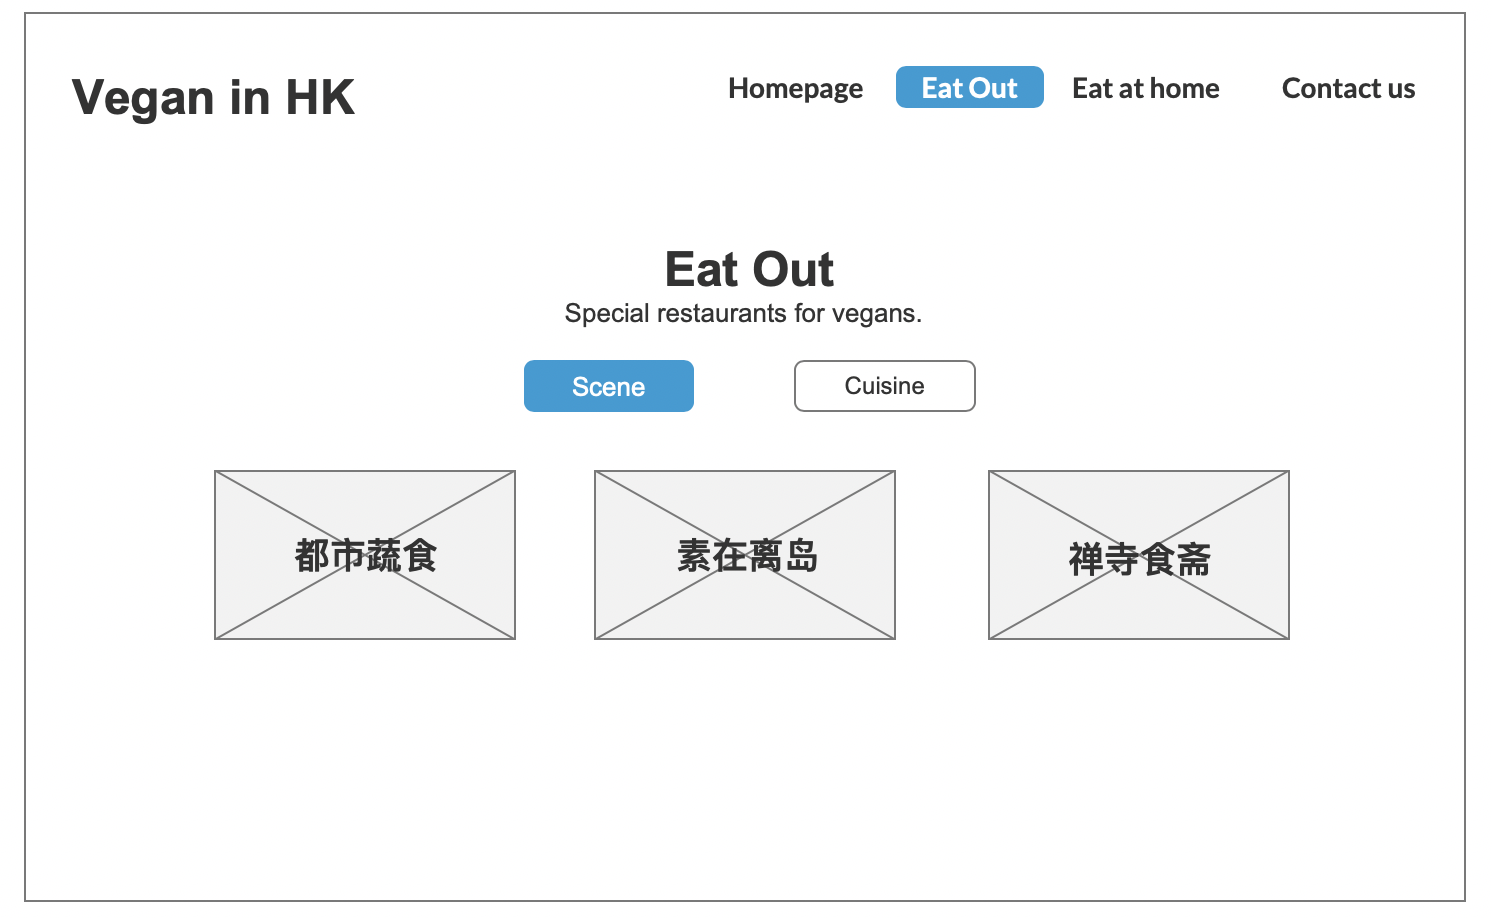 Vegan in HK
Homepage Eat Out Eat at home Contact us
Eat Out
Special restaurants for vegans.
Scene Cuisine
都市蔬食 素在离岛 禅寺食斋